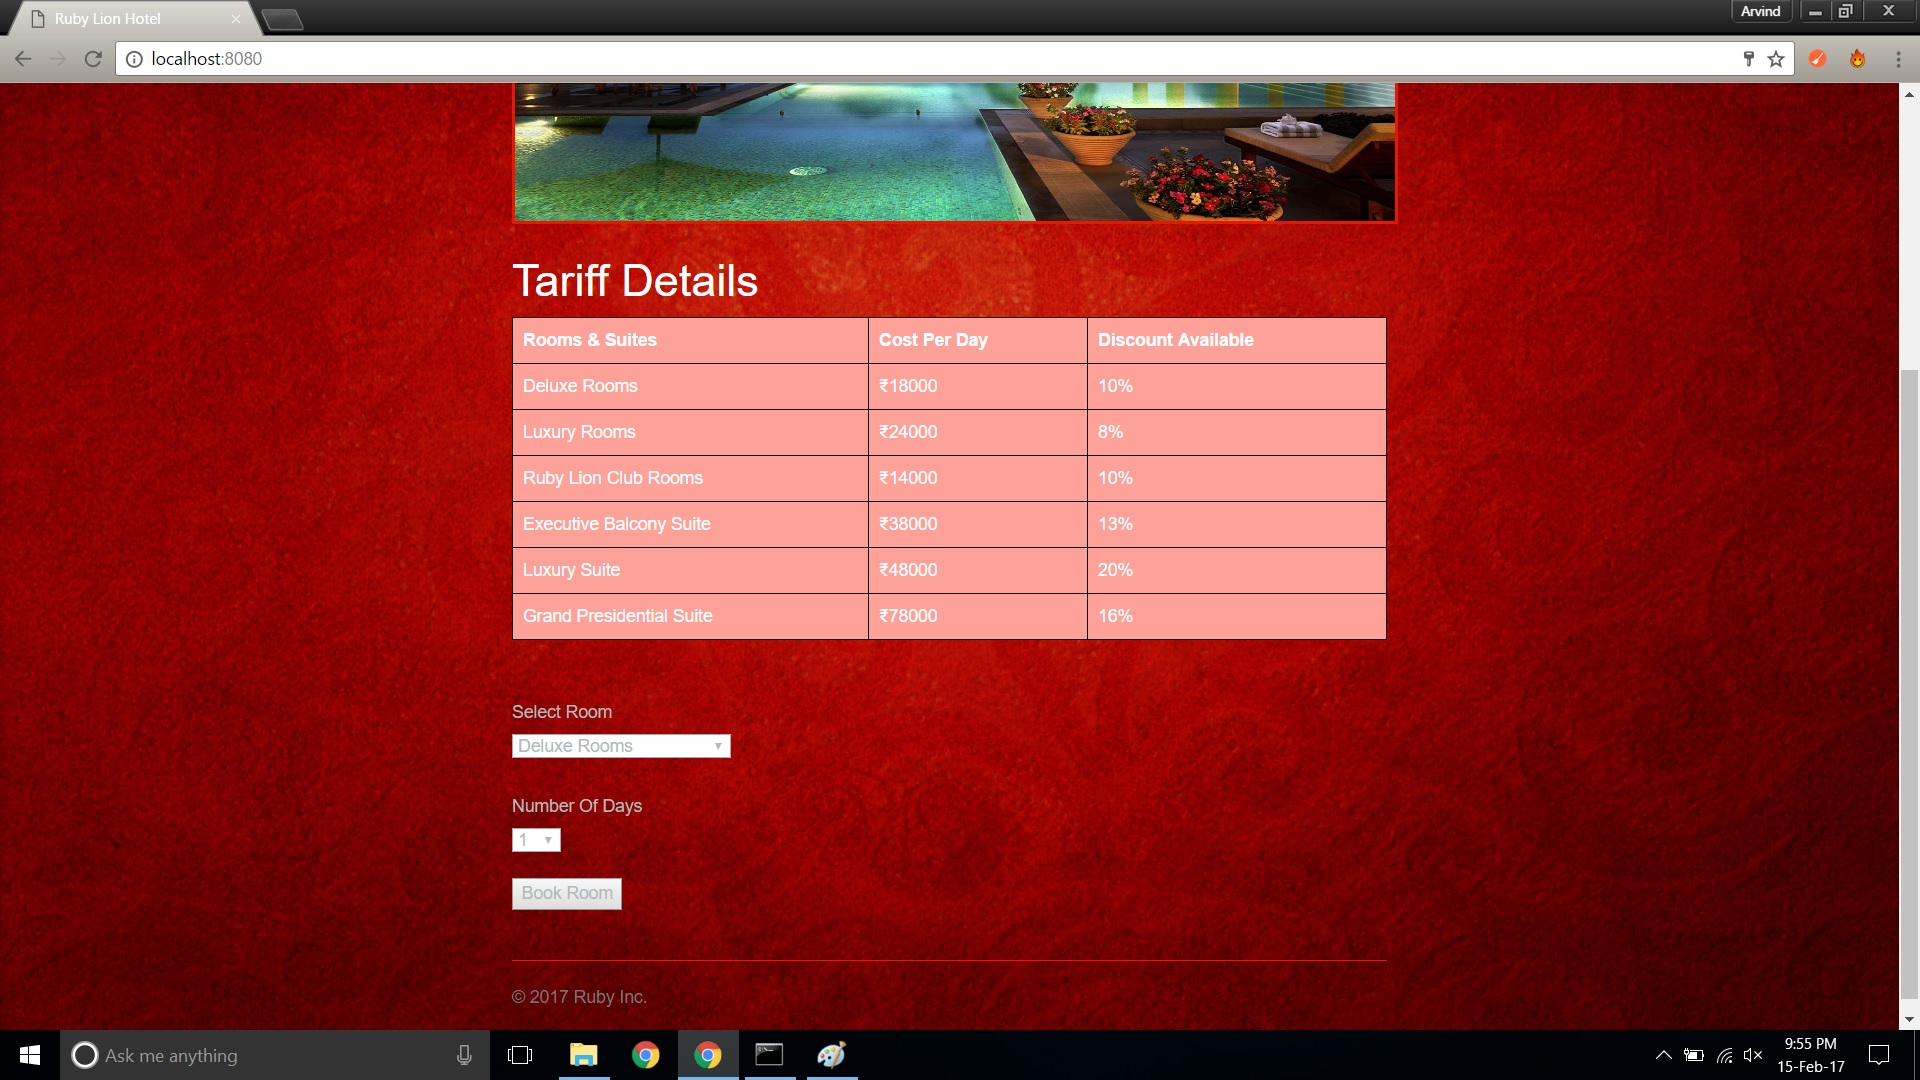 Ruby Lion Hotel
Arvind
localhost:8080
Tariff Details
Rooms & Suites Cost Per Day Discount Available
Deluxe Rooms ₹18000 10%
Luxury Rooms ₹24000 8%
Ruby Lion Club Rooms ₹14000 10%
Executive Balcony Suite ₹38000 13%
Luxury Suite ₹48000 20%
Grand Presidential Suite ₹78000 16%
Select Room
Deluxe Rooms
Number Of Days
1
Book Room
© 2017 Ruby Inc.
Ask me anything
9:55 PM
15-Feb-17